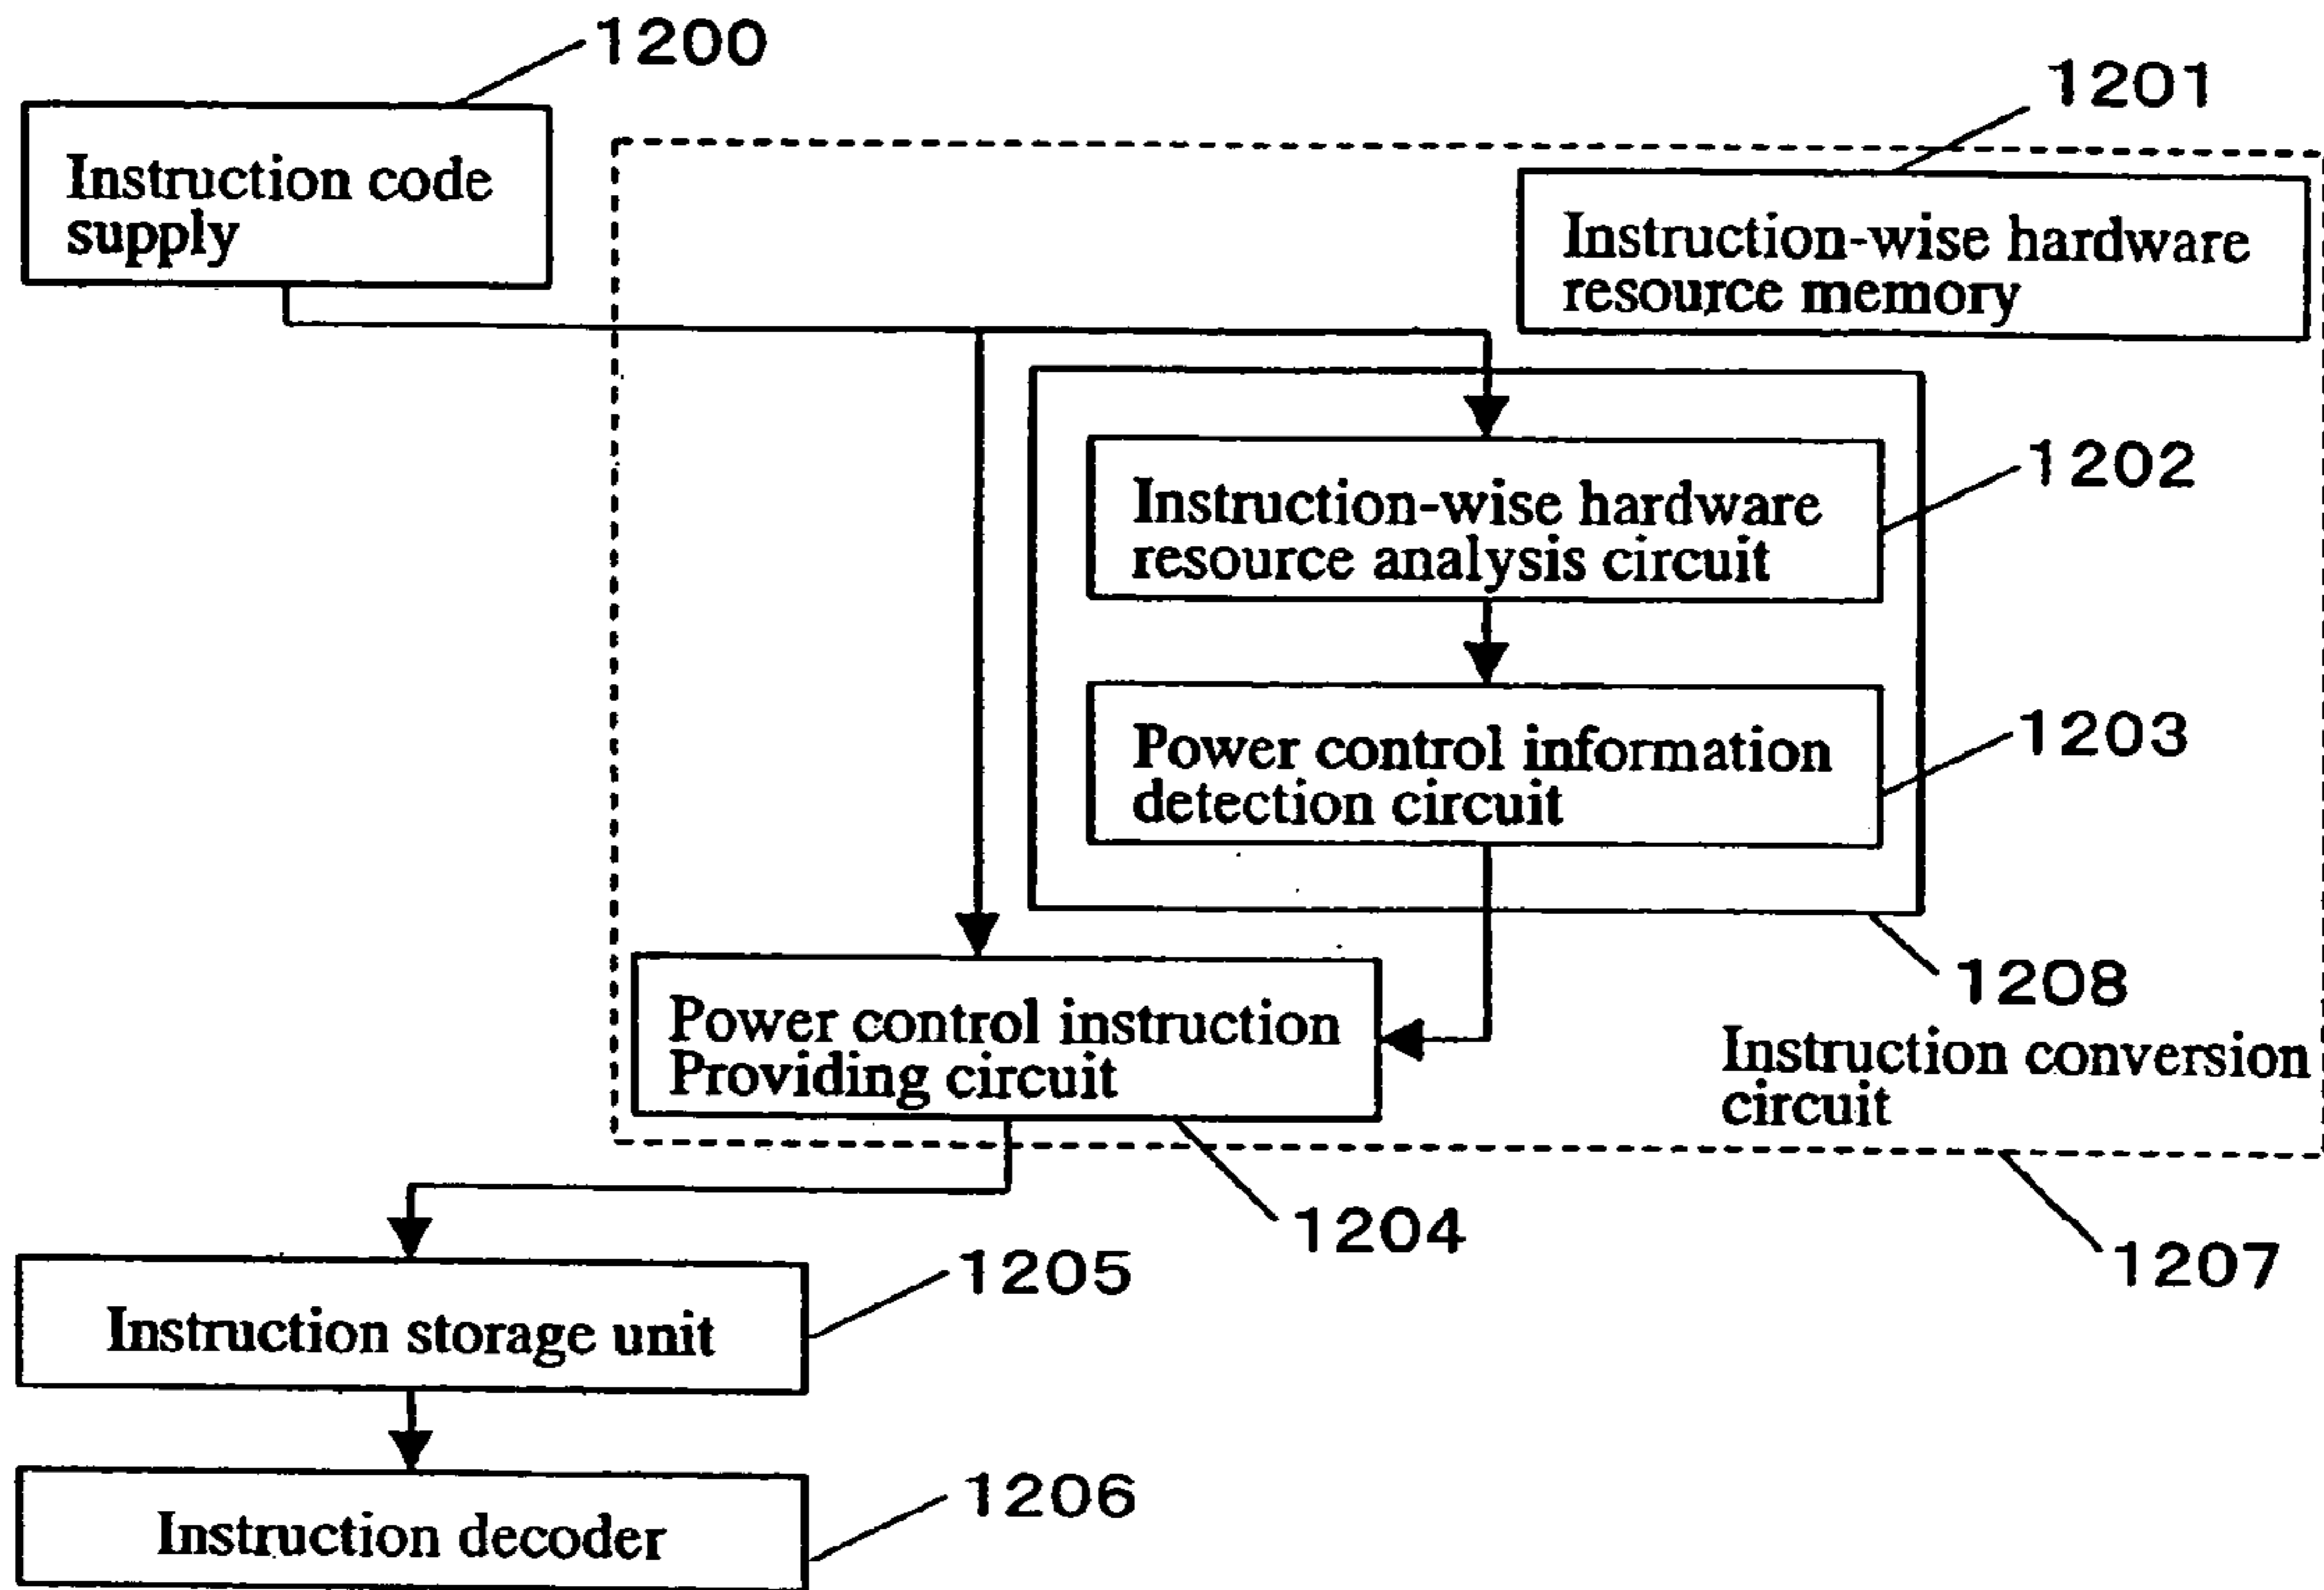 1200
1201
Instruction code
supply
Instruction-wise hardware
resource memory
1202
Instruction-wise hardware
resource analysis circuit
1203
Power control information
detection circuit
1208
Power control instruction
Providing circuit
Instruction conversion
circuit
1204
1207
1205
Instruction storage unit
1206
Instruction decoder